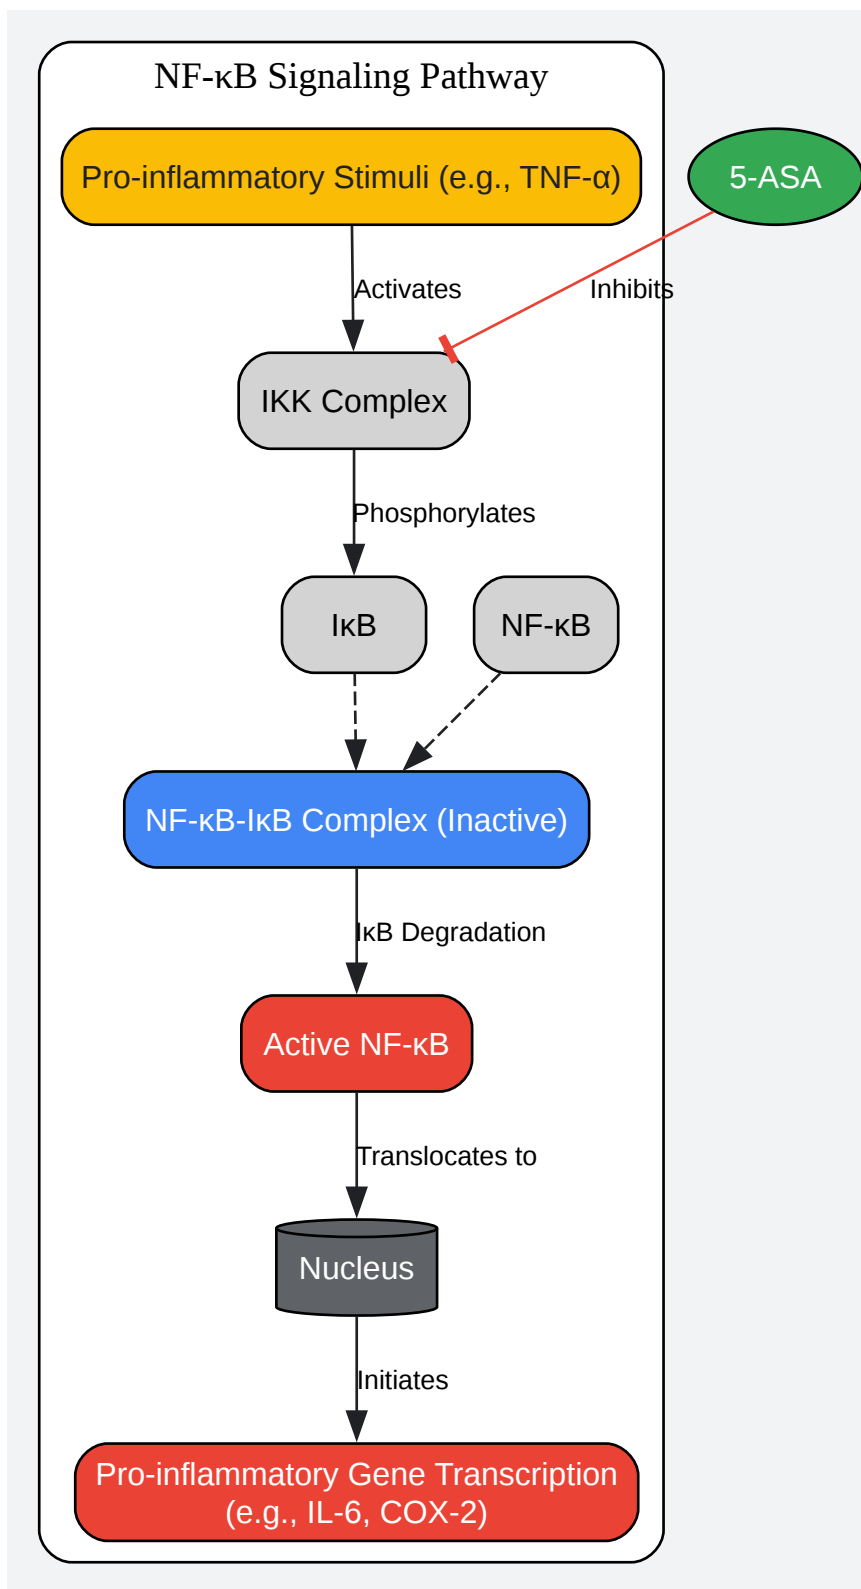 NF-κB Signaling Pathway
Pro-inflammatory Stimuli (e.g., TNF-α)
5-ASA
Activates
Inhibits
IKK Complex
Phosphorylates
IκB
NF-κB
NF-κB-IκB Complex (Inactive)
IκB Degradation
Active NF-κB
Translocates to
Nucleus
Initiates
Pro-inflammatory Gene Transcription
(e.g., IL-6, COX-2)